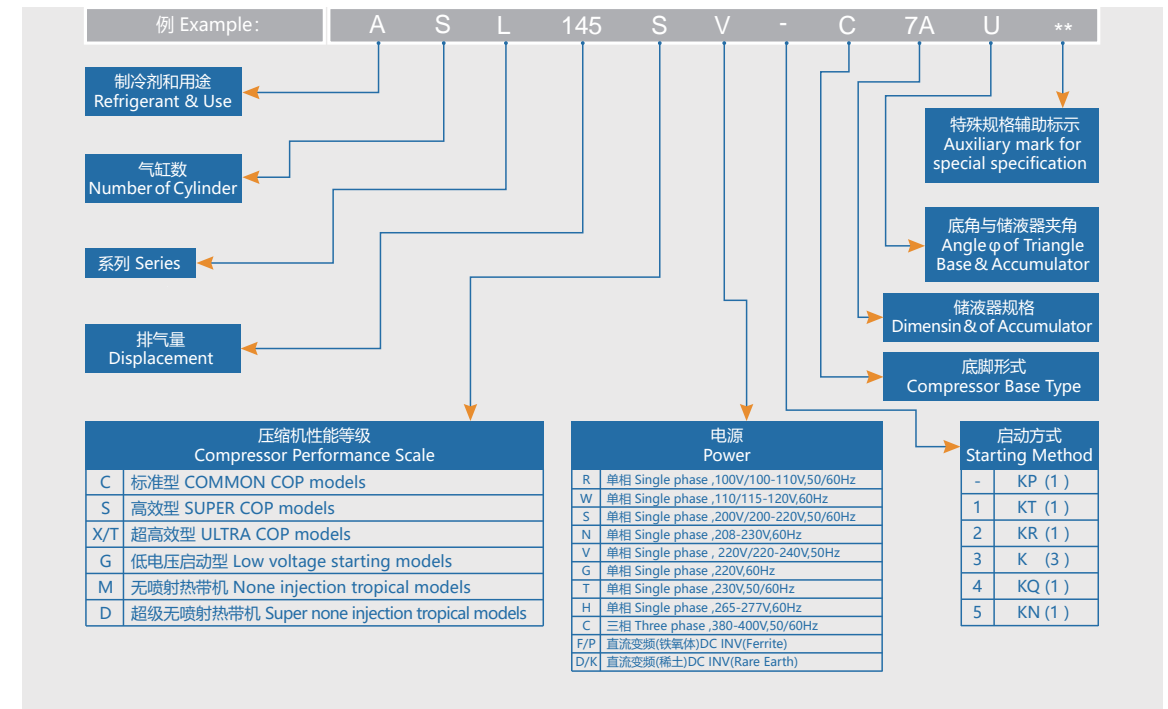 例 Example:
A S L 145 S V - C 7A U **
制冷剂和用途
Refrigerant & Use
气缸数
Number of Cylinder
系列 Series
排气量
Displacement
特殊规格辅助标示
Auxiliary mark for
special specification
底角与储液器夹角
Angle φ of Triangle
Base & Accumulator
储液器规格
Dimensin & of Accumulator
底脚形式
Compressor Base Type
压缩机性能等级
Compressor Performance Scale
C 标准型 COMMON COP models
S 高效型 SUPER COP models
X/T 超高效型 ULTRA COP models
G 低电压启动型 Low voltage starting models
M 无喷射热带机 None injection tropical models
D 超级无喷射热带机 Super none injection tropical models
电源
Power
R 单相 Single phase ,100V/100-110V,50/60Hz
W 单相 Single phase ,110/115-120V,60Hz
S 单相 Single phase ,200V/200-220V,50/60Hz
N 单相 Single phase ,208-230V,60Hz
V 单相 Single phase , 220V/220-240V,50Hz
G 单相 Single phase ,220V,60Hz
T 单相 Single phase ,230V,50/60Hz
H 单相 Single phase ,265-277V,60Hz
C 三相 Three phase ,380-400V,50/60Hz
F/P 直流变频(铁氧体)DC INV(Ferrite)
D/K 直流变频(稀土)DC INV(Rare Earth)
启动方式
Starting Method
- KP (1 )
1 KT (1 )
2 KR (1 )
3 K (3 )
4 KQ (1 )
5 KN (1 )